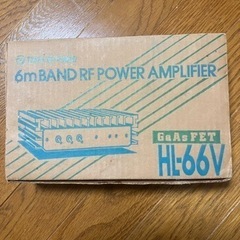 6m BAND RF POWER AMPLIFIER
GaAs FET
HL-66V